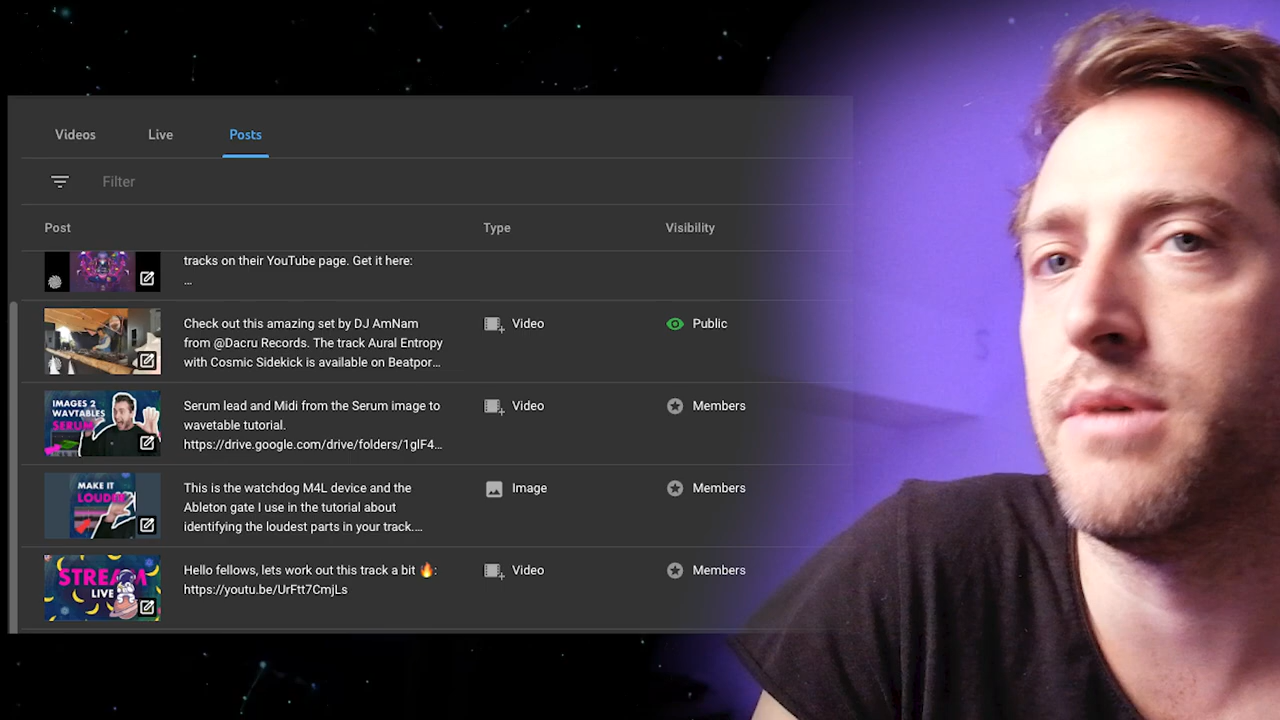 Videos Live Posts
Filter
Post Type Visibility
tracks on their YouTube page. Get it here:
...
Check out this amazing set by DJ AmNam Video Public
from @Dacru Records. The track Aural Entropy
with Cosmic Sidekick is available on Beatpor...
IMAGES 2
WAVTABLES
SERUM
Serum lead and Midi from the Serum image to Video Members
wavetable tutorial.
https://drive.google.com/drive/folders/1glF4...
MAKE IT
LOUDER
This is the watchdog M4L device and the Image Members
Ableton gate I use in the tutorial about
identifying the loudest parts in your track....
STREAM
LIVE
Hello fellows, lets work out this track a bit 🔥: Video Members
https://youtu.be/UrFtt7CmjLs